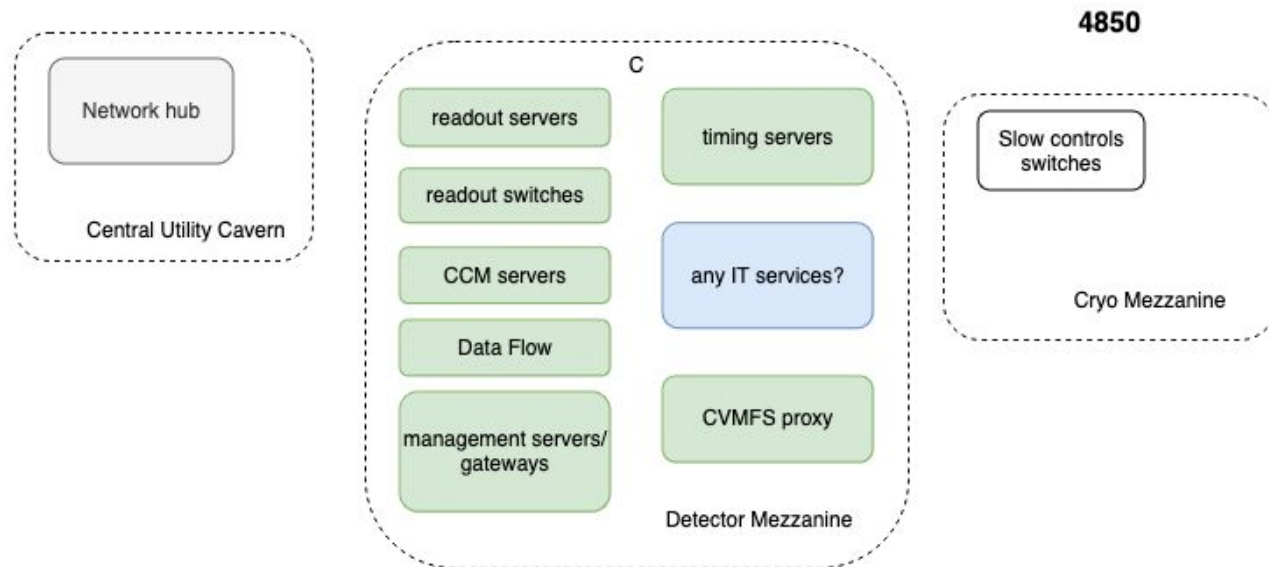 4850
Network hub
Central Utility Cavern
C
readout servers
readout switches
CCM servers
Data Flow
management servers/
gateways
timing servers
any IT services?
CVMFS proxy
Detector Mezzanine
Slow controls
switches
Cryo Mezzanine